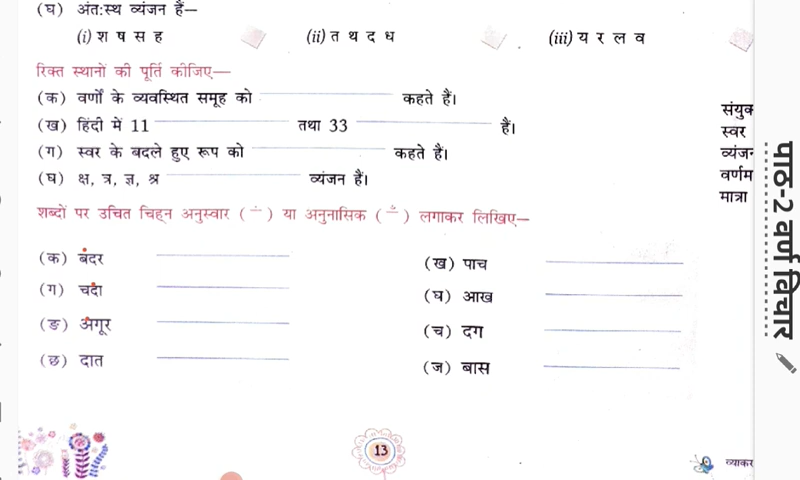 (घ) अंत:स्थ व्यंजन हैं—
(i) श ष स ह (ii) त थ द ध (iii) य र ल व
रिक्त स्थानों की पूर्ति कीजिए—
(क) वर्णों के व्यवस्थित समूह को कहते हैं।
(ख) हिंदी में 11 तथा 33 हैं।
(ग) स्वर के बदले हुए रूप को कहते हैं।
(घ) क्ष, त्र, ज्ञ, श्र व्यंजन हैं।
संयुक
स्वर
व्यंजन
वर्णम
मात्रा
शब्दों पर उचित चिह्न अनुस्वार ( ं ) या अनुनासिक ( ँ ) लगाकर लिखिए—
(क) बंदर (ख) पाच
(ग) चदा (घ) आख
(ङ) अंगूर (च) दग
(छ) दात (ज) बास
13
व्याकर
पाठ-2 वर्ण विचार